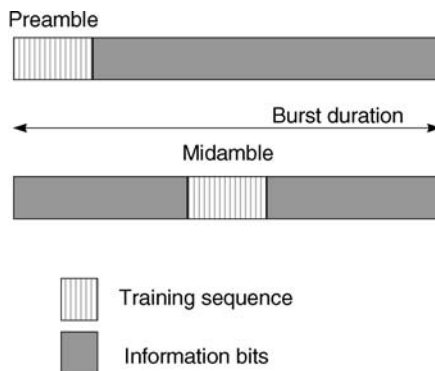 Preamble
Burst duration
Midamble
Training sequence
Information bits